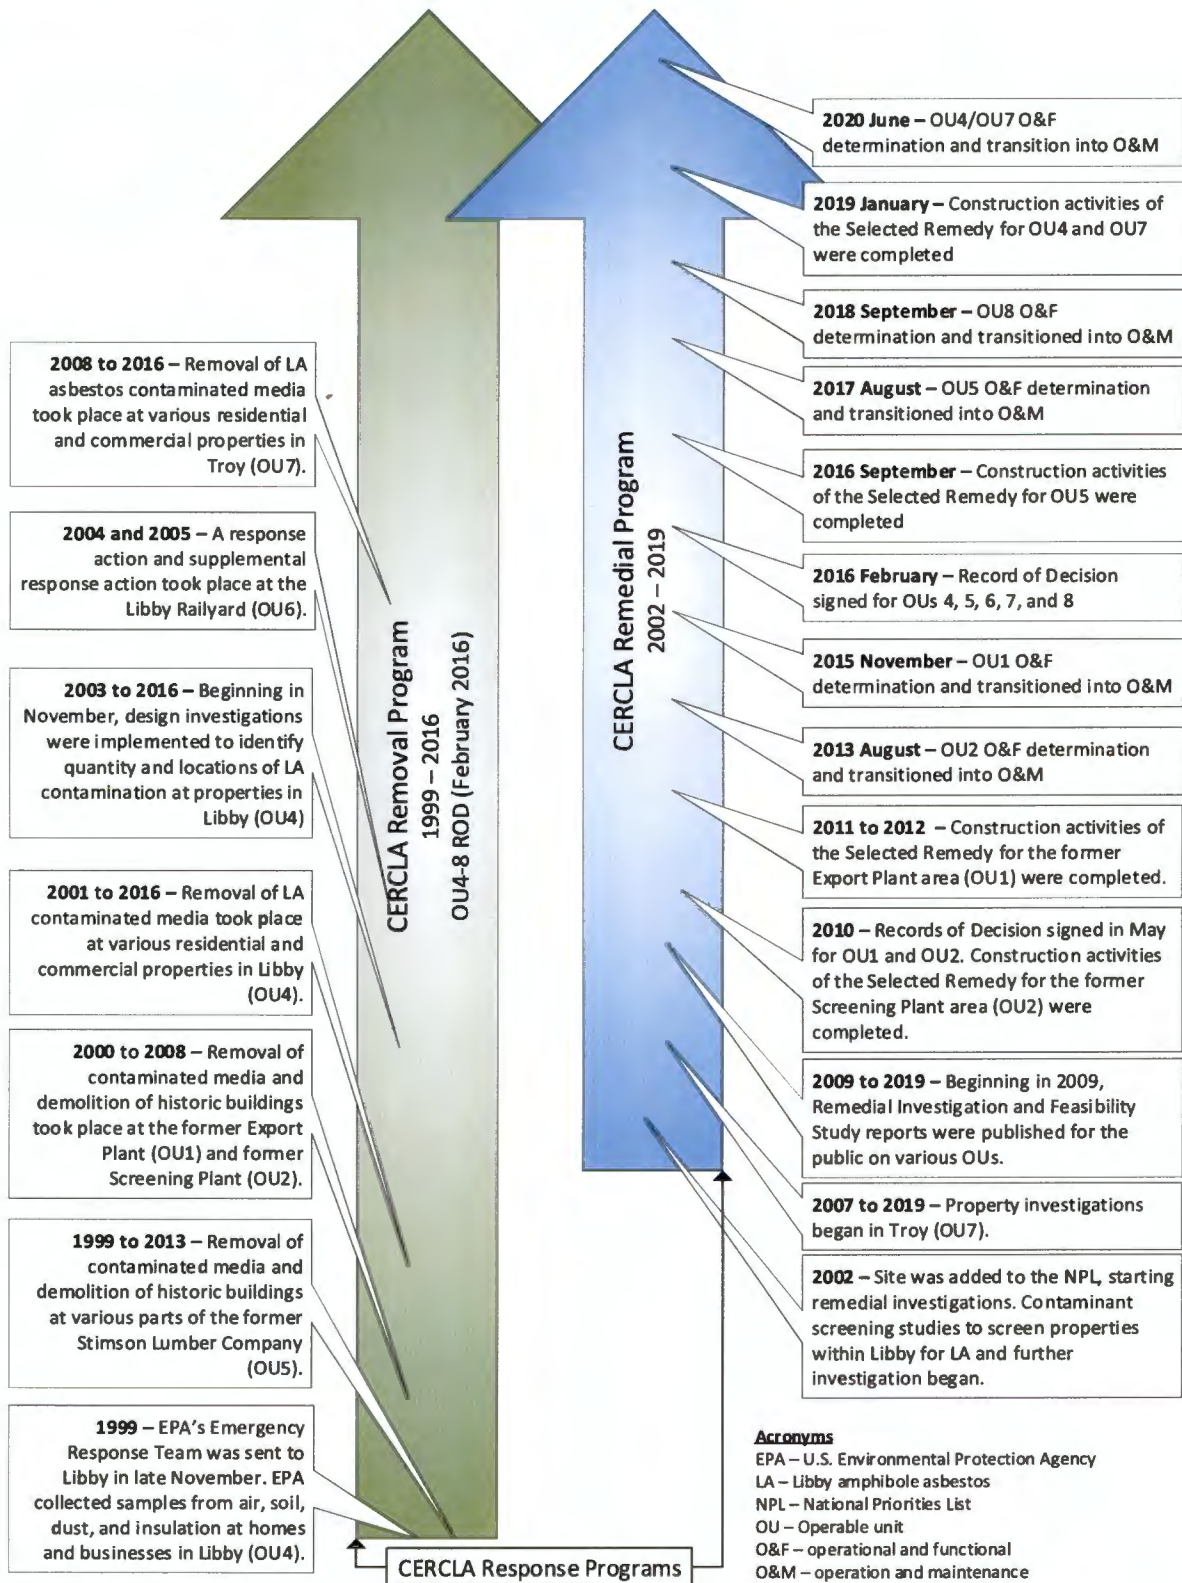 2008 to 2016 – Removal of LA
asbestos contaminated media
took place at various residential
and commercial properties in
Troy (OU7).
2004 and 2005 – A response
action and supplemental
response action took place at the
Libby Railyard (OU6).
2003 to 2016 – Beginning in
November, design investigations
were implemented to identify
quantity and locations of LA
contamination at properties in
Libby (OU4)
2001 to 2016 – Removal of LA
contaminated media took place
at various residential and
commercial properties in Libby
(OU4).
2000 to 2008 – Removal of
contaminated media and
demolition of historic buildings
took place at the former Export
Plant (OU1) and former
Screening Plant (OU2).
1999 to 2013 – Removal of
contaminated media and
demolition of historic buildings
at various parts of the former
Stimson Lumber Company
(OU5).
1999 – EPA's Emergency
Response Team was sent to
Libby in late November. EPA
collected samples from air, soil,
dust, and insulation at homes
and businesses in Libby (OU4).
CERCLA Removal Program
1999 – 2016
OU4-8 ROD (February 2016)
CERCLA Remedial Program
2002 – 2019
2020 June – OU4/OU7 O&F
determination and transition into O&M
2019 January – Construction activities of
the Selected Remedy for OU4 and OU7
were completed
2018 September – OU8 O&F
determination and transitioned into O&M
2017 August – OU5 O&F determination
and transitioned into O&M
2016 September – Construction activities
of the Selected Remedy for OU5 were
completed
2016 February – Record of Decision
signed for OUs 4, 5, 6, 7, and 8
2015 November – OU1 O&F
determination and transitioned into O&M
2013 August – OU2 O&F determination
and transitioned into O&M
2011 to 2012 – Construction activities of
the Selected Remedy for the former
Export Plant area (OU1) were completed.
2010 – Records of Decision signed in May
for OU1 and OU2. Construction activities
of the Selected Remedy for the former
Screening Plant area (OU2) were
completed.
2009 to 2019 – Beginning in 2009,
Remedial Investigation and Feasibility
Study reports were published for the
public on various OUs.
2007 to 2019 – Property investigations
began in Troy (OU7).
2002 – Site was added to the NPL, starting
remedial investigations. Contaminant
screening studies to screen properties
within Libby for LA and further
investigation began.
CERCLA Response Programs
Acronyms
EPA – U.S. Environmental Protection Agency
LA – Libby amphibole asbestos
NPL – National Priorities List
OU – Operable unit
O&F – operational and functional
O&M – operation and maintenance